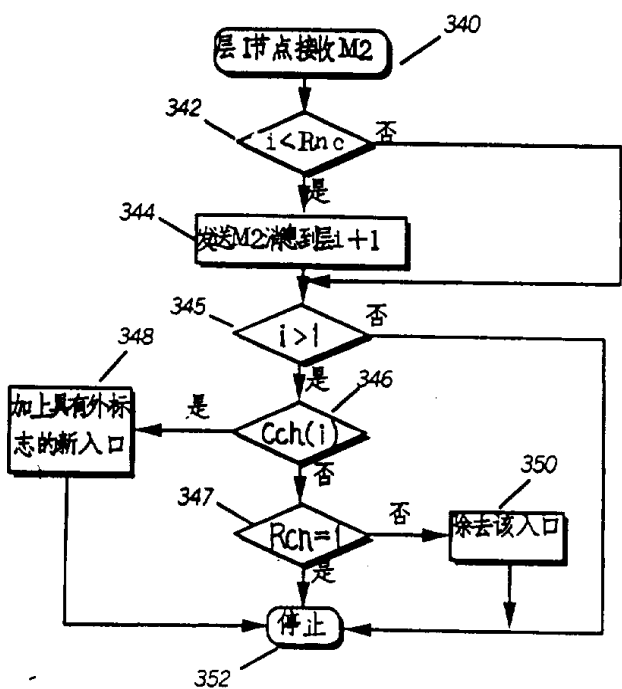 层I节点接收M2
340
342
i<Rnc
否
是
344
发送M2消息到层i+1
345
i>1
否
348
是
346
加上具有外标
志的新入口
是
Cch(i)
否
347
350
Rcn=1
否
除去该入口
是
停止
352